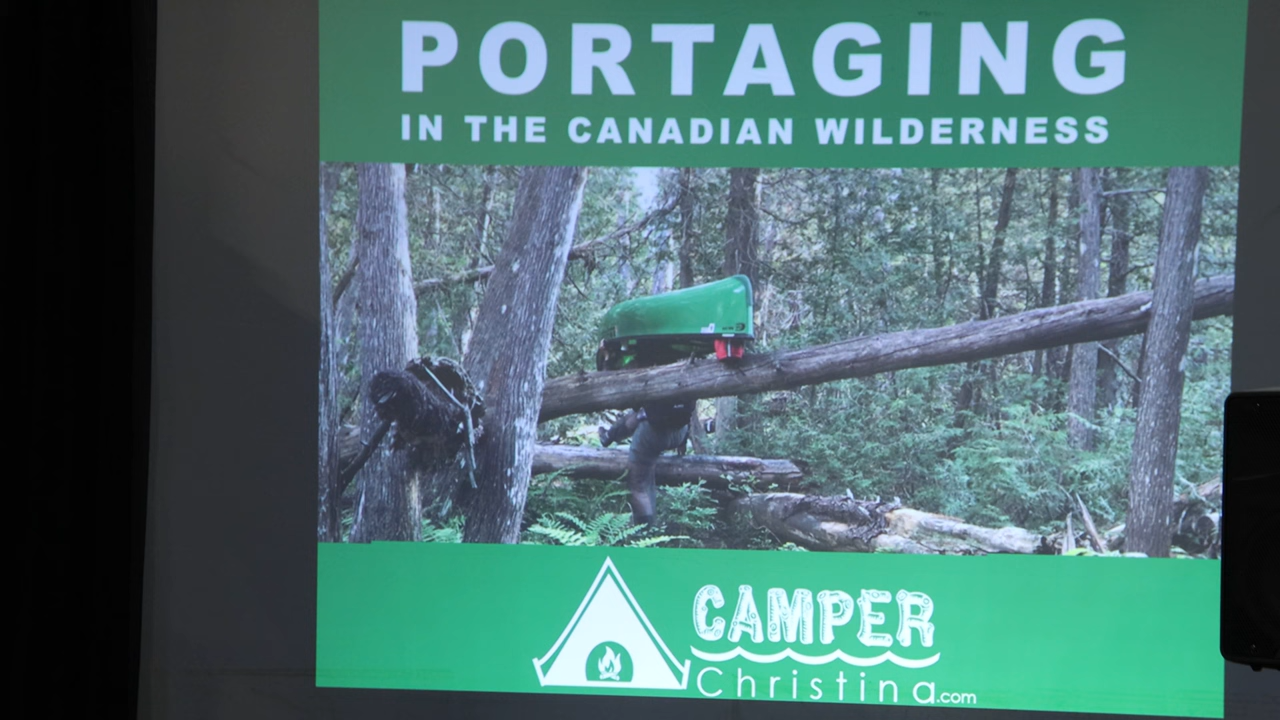 PORTAGING
IN THE CANADIAN WILDERNESS
CAMPER
Christina.com